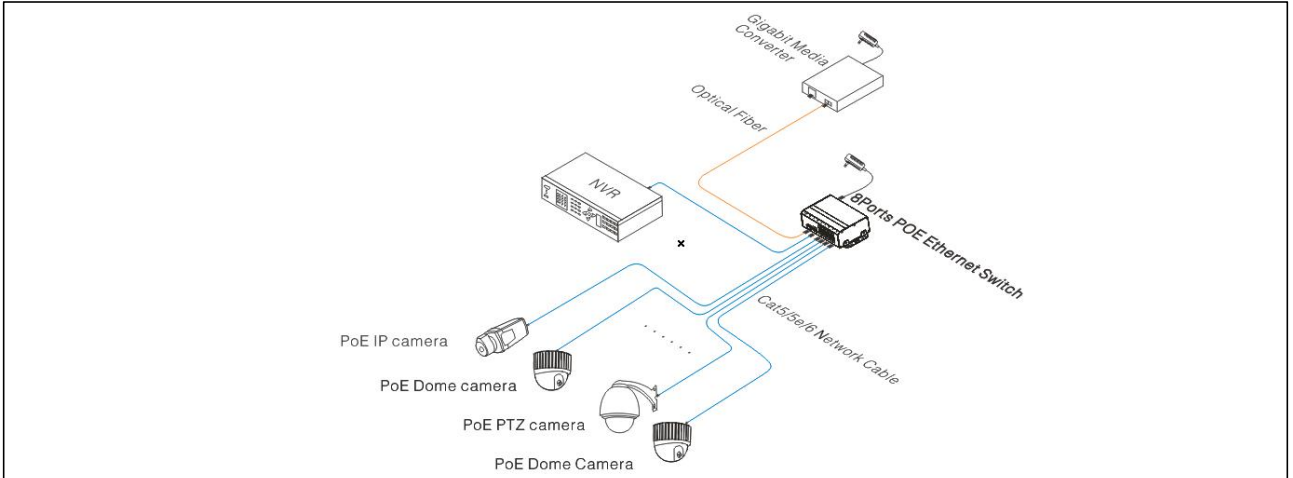 Gigabit Media
Converter
Optical Fiber
NVR
8Ports POE Ethernet Switch
Cat5/5e/6 Network Cable
PoE IP camera
PoE Dome camera
PoE PTZ camera
PoE Dome Camera